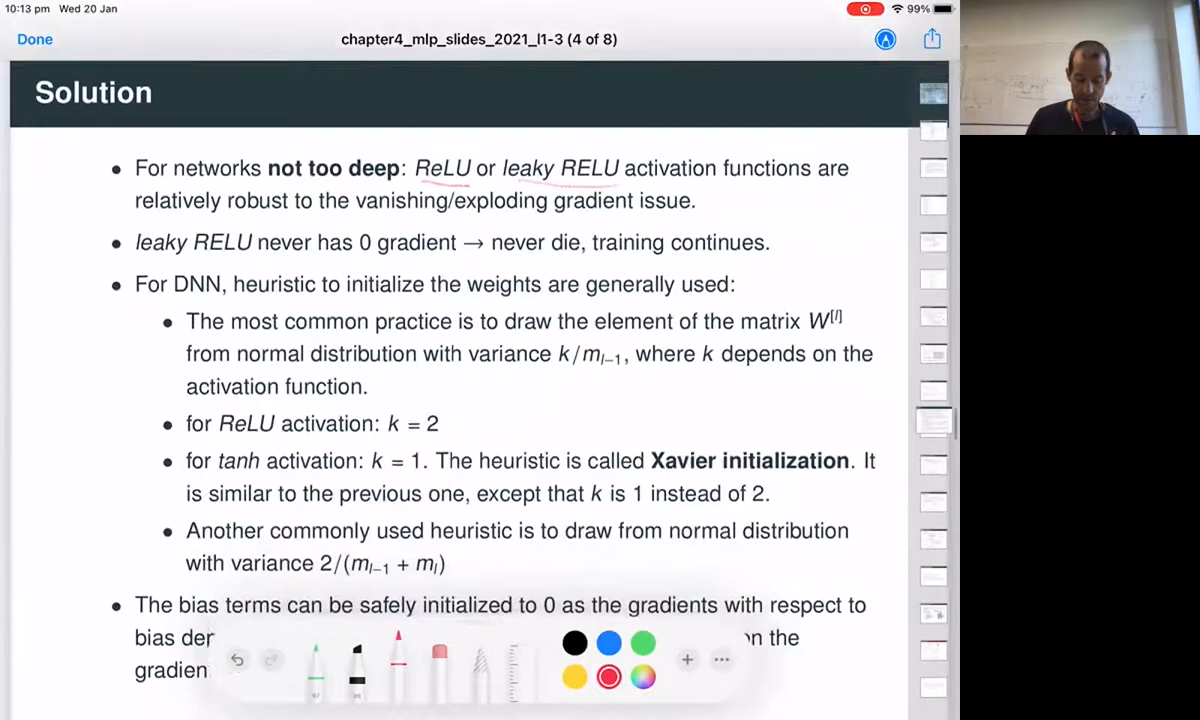 10:13 pm Wed 20 Jan
99%
Done
chapter4_mlp_slides_2021_l1-3 (4 of 8)
Solution
• For networks not too deep: ReLU or leaky RELU activation functions are
relatively robust to the vanishing/exploding gradient issue.
• leaky RELU never has 0 gradient → never die, training continues.
• For DNN, heuristic to initialize the weights are generally used:
• The most common practice is to draw the element of the matrix W[l]
from normal distribution with variance k/ml−1, where k depends on the
activation function.
• for ReLU activation: k = 2
• for tanh activation: k = 1. The heuristic is called Xavier initialization. It
is similar to the previous one, except that k is 1 instead of 2.
• Another commonly used heuristic is to draw from normal distribution
with variance 2/(ml−1 + ml)
• The bias terms can be safely initialized to 0 as the gradients with respect to
bias the
gradien